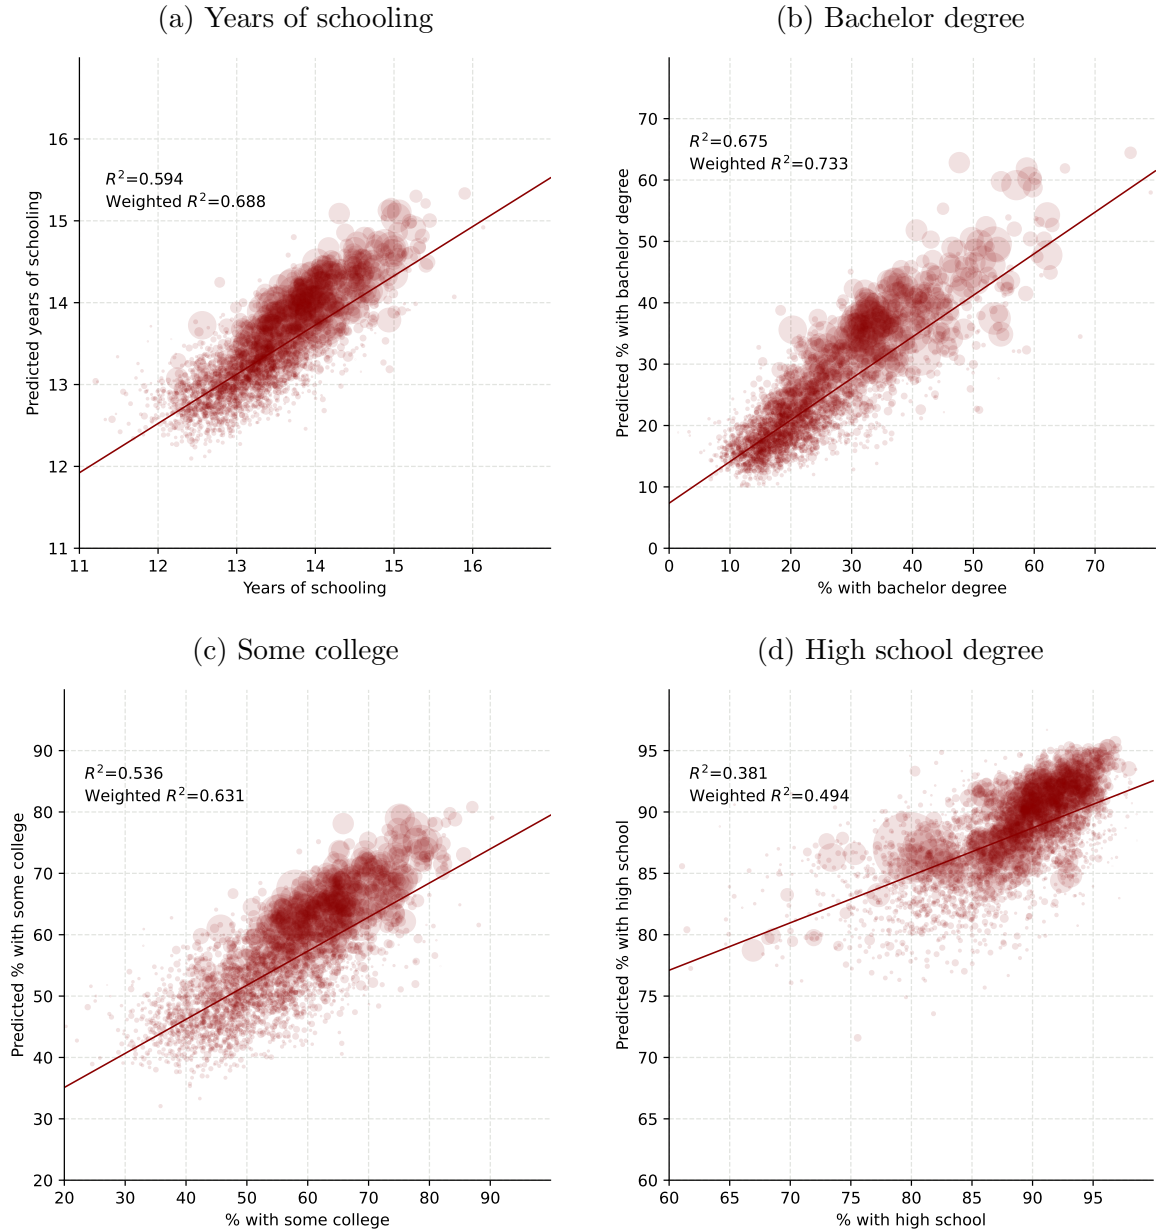 (a) Years of schooling
R²=0.594
Weighted R²=0.688
Predicted years of schooling
16
15
14
13
12
11
11 12 13 14 15 16
Years of schooling
(b) Bachelor degree
R²=0.675
Weighted R²=0.733
Predicted % with bachelor degree
70
60
50
40
30
20
10
0
0 10 20 30 40 50 60 70
% with bachelor degree
(c) Some college
R²=0.536
Weighted R²=0.631
Predicted % with some college
90
80
70
60
50
40
30
20
20 30 40 50 60 70 80 90
% with some college
(d) High school degree
R²=0.381
Weighted R²=0.494
Predicted % with high school
95
90
85
80
75
70
65
60
60 65 70 75 80 85 90 95
% with high school